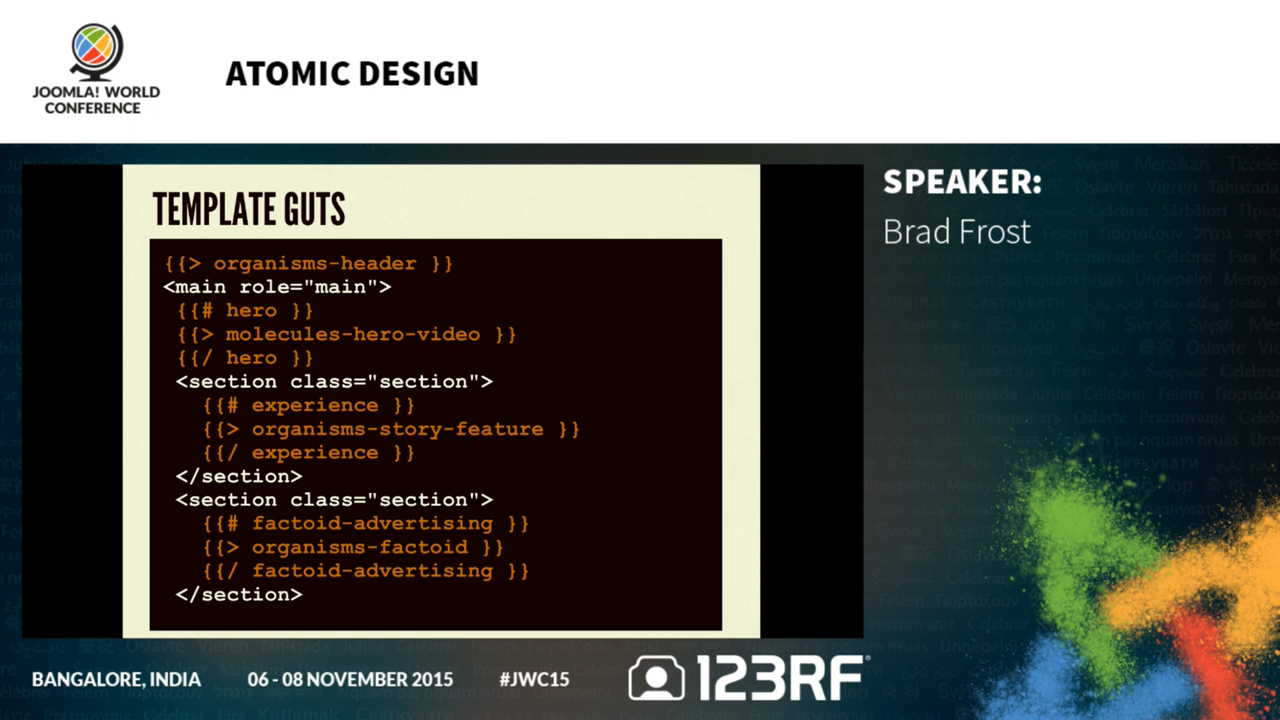 JOOMLA! WORLD
CONFERENCE
ATOMIC DESIGN
TEMPLATE GUTS
{{> organisms-header }}
<main role="main">
{{# hero }}
{{> molecules-hero-video }}
{{/ hero }}
<section class="section">
{{# experience }}
{{> organisms-story-feature }}
{{/ experience }}
</section>
<section class="section">
{{# factoid-advertising }}
{{> organisms-factoid }}
{{/ factoid-advertising }}
</section>
SPEAKER:
Brad Frost
BANGALORE, INDIA
06 - 08 NOVEMBER 2015
#JWC15
123RF®